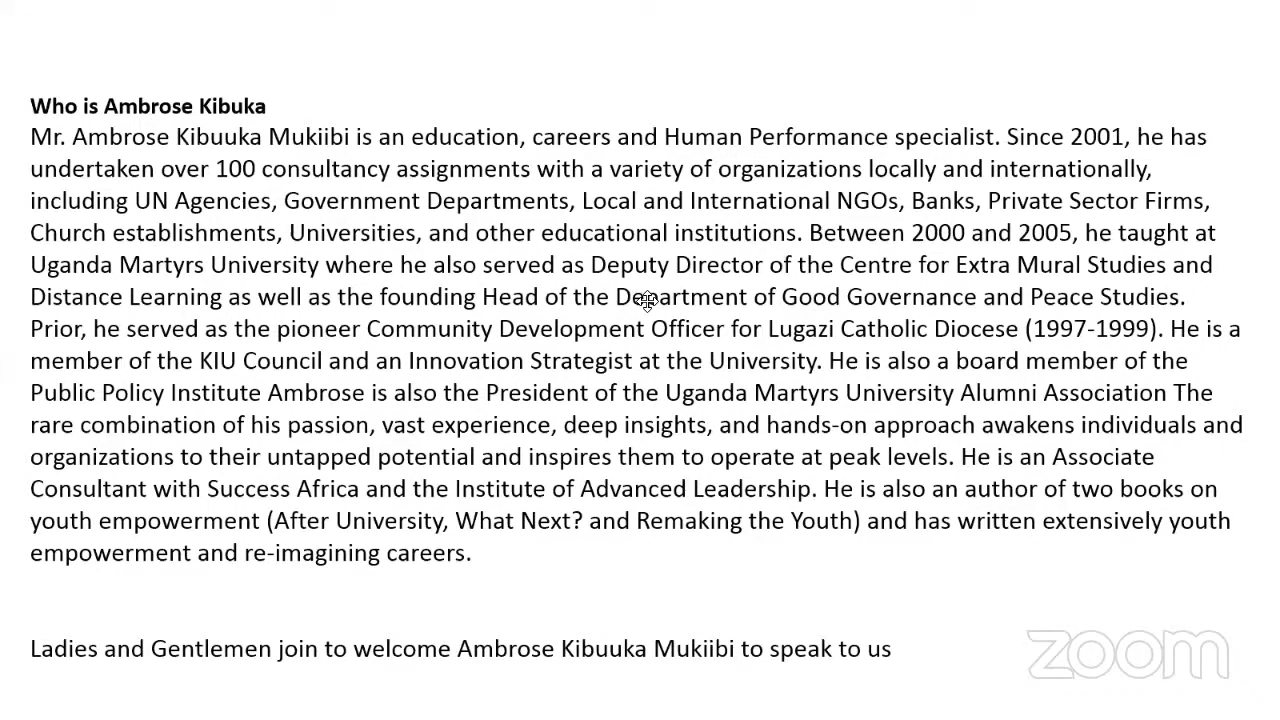 Who is Ambrose Kibuka
Mr. Ambrose Kibuuka Mukiibi is an education, careers and Human Performance specialist. Since 2001, he has
undertaken over 100 consultancy assignments with a variety of organizations locally and internationally,
including UN Agencies, Government Departments, Local and International NGOs, Banks, Private Sector Firms,
Church establishments, Universities, and other educational institutions. Between 2000 and 2005, he taught at
Uganda Martyrs University where he also served as Deputy Director of the Centre for Extra Mural Studies and
Distance Learning as well as the founding Head of the Department of Good Governance and Peace Studies.
Prior, he served as the pioneer Community Development Officer for Lugazi Catholic Diocese (1997-1999). He is a
member of the KIU Council and an Innovation Strategist at the University. He is also a board member of the
Public Policy Institute Ambrose is also the President of the Uganda Martyrs University Alumni Association The
rare combination of his passion, vast experience, deep insights, and hands-on approach awakens individuals and
organizations to their untapped potential and inspires them to operate at peak levels. He is an Associate
Consultant with Success Africa and the Institute of Advanced Leadership. He is also an author of two books on
youth empowerment (After University, What Next? and Remaking the Youth) and has written extensively youth
empowerment and re-imagining careers.
Ladies and Gentlemen join to welcome Ambrose Kibuuka Mukiibi to speak to us
zoom